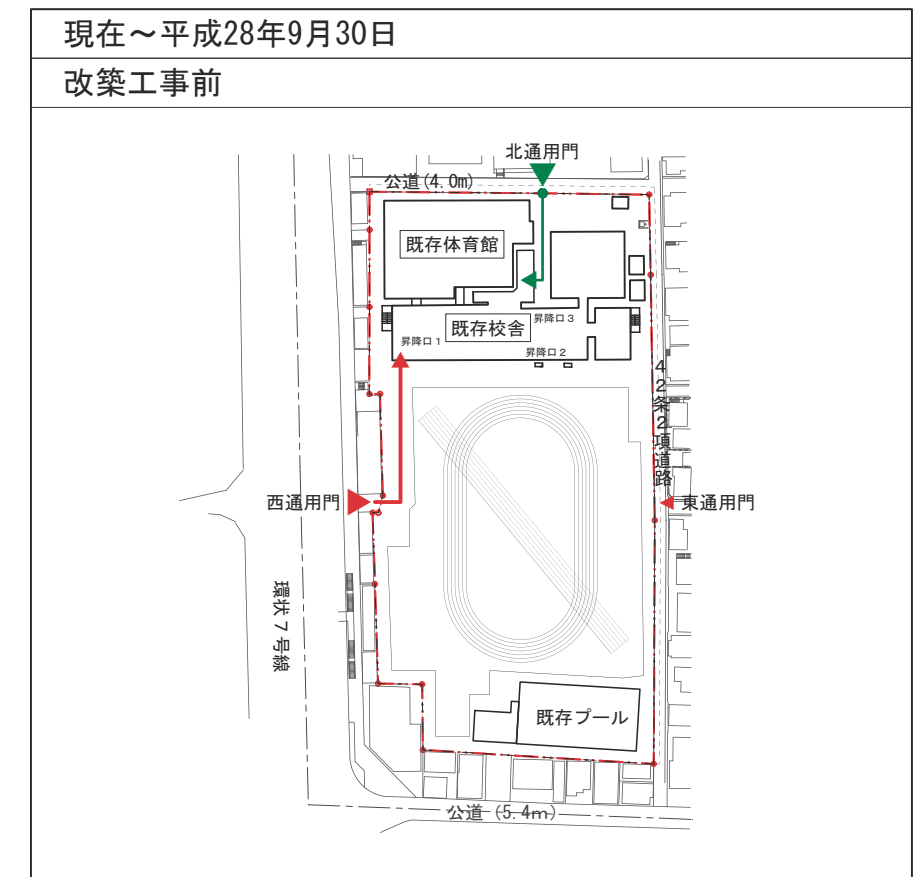 現在～平成28年9月30日
改築工事前
北通用門
公道(4.0m)
既存体育館
既存校舎
昇降口3
昇降口1
昇降口2
42条2項道路
西通用門
東通用門
環状7号線
既存プール
公道(5.4m)